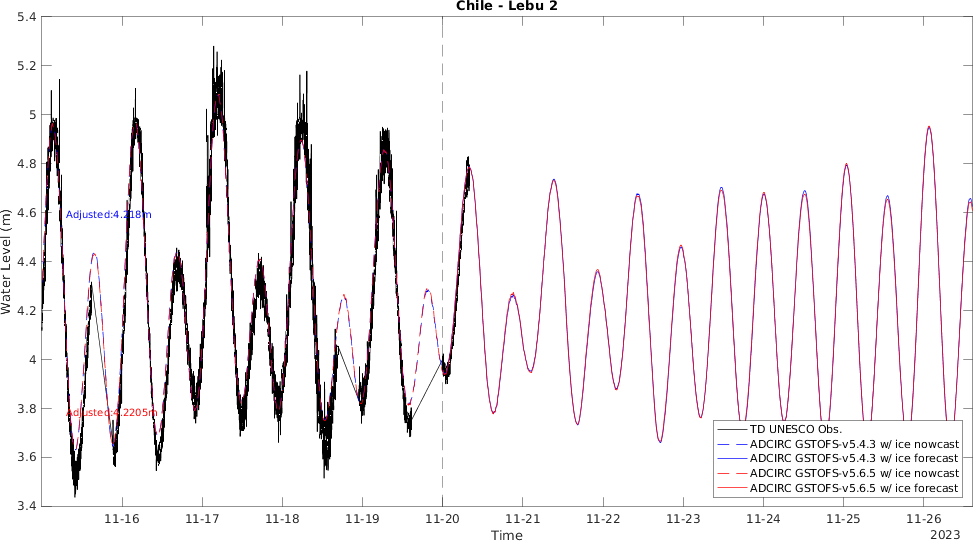 Chile - Lebu 2
5.4
5.2
5
4.8
4.6
4.4
4.2
4
3.8
3.6
3.4
Water Level (m)
Adjusted:4.218m
Adjusted:4.2205m
TD UNESCO Obs.
ADCIRC GSTOFS-v5.4.3 w/ ice nowcast
ADCIRC GSTOFS-v5.4.3 w/ ice forecast
ADCIRC GSTOFS-v5.6.5 w/ ice nowcast
ADCIRC GSTOFS-v5.6.5 w/ ice forecast
11-16 11-17 11-18 11-19 11-20 11-21 11-22 11-23 11-24 11-25 11-26
Time
2023